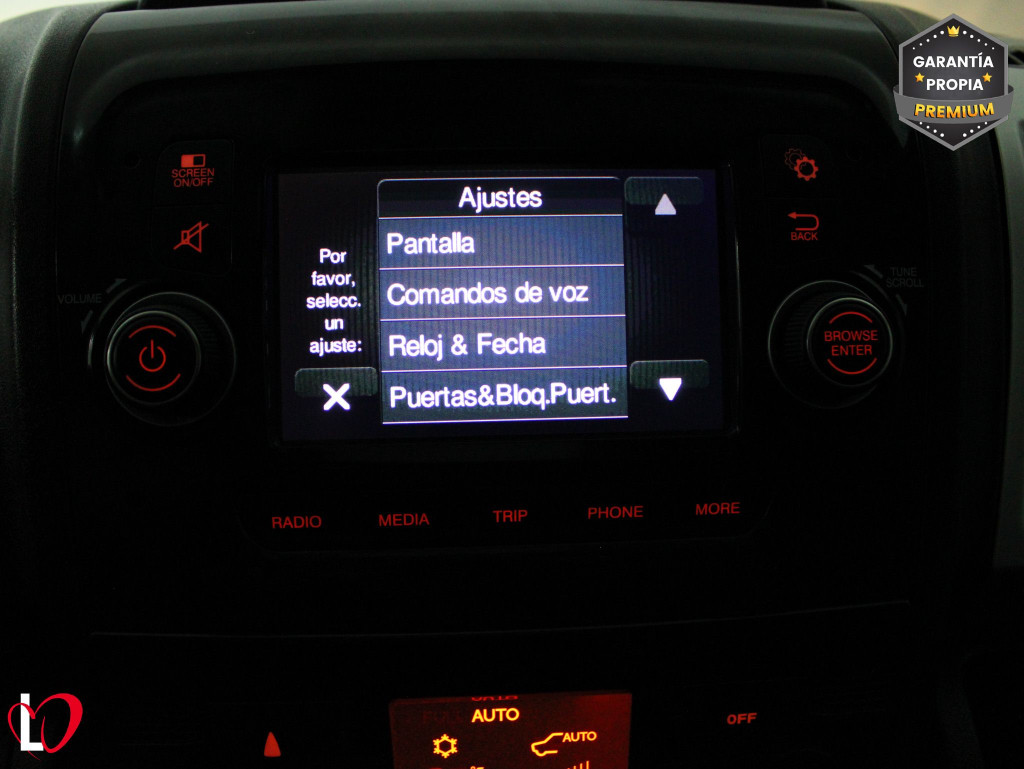 GARANTÍA
PROPIA
PREMIUM
SCREEN
ON/OFF
Ajustes
Pantalla
Comandos de voz
Reloj & Fecha
Puertas&Bloq.Puert.
Por
favor,
selecc.
un
ajuste:
BACK
VOLUME
TUNE
SCROLL
BROWSE
ENTER
RADIO
MEDIA
TRIP
PHONE
MORE
FULL AUTO
OFF
AUTO
L